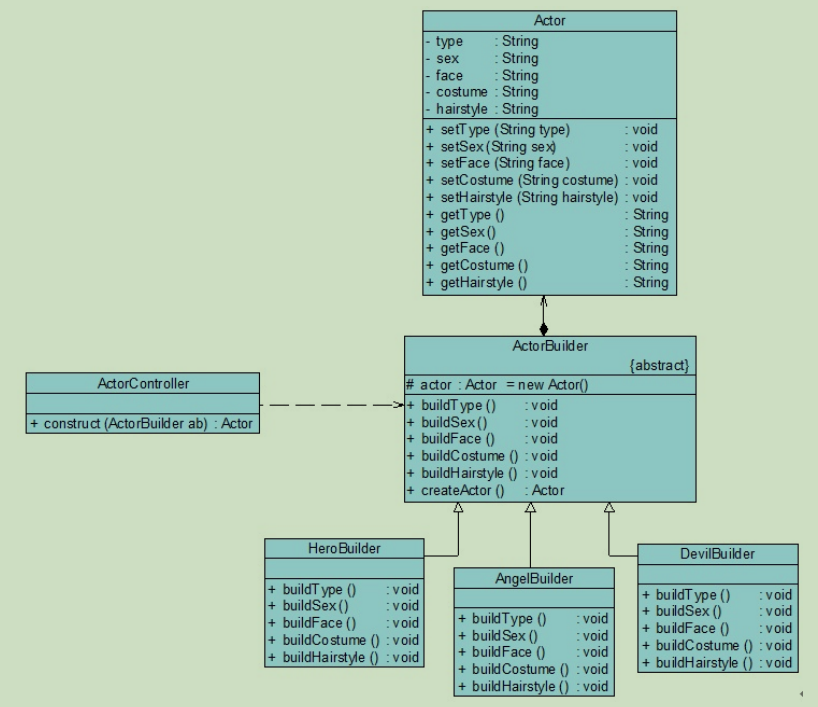 Actor
- type : String
- sex : String
- face : String
- costume : String
- hairstyle : String
+ setType (String type) : void
+ setSex (String sex) : void
+ setFace (String face) : void
+ setCostume (String costume) : void
+ setHairstyle (String hairstyle) : void
+ getType () : String
+ getSex () : String
+ getFace () : String
+ getCostume () : String
+ getHairstyle () : String
ActorBuilder
{abstract}
# actor : Actor = new Actor()
+ buildType () : void
+ buildSex () : void
+ buildFace () : void
+ buildCostume () : void
+ buildHairstyle () : void
+ createActor () : Actor
ActorController
+ construct (ActorBuilder ab) : Actor
HeroBuilder
+ buildType () : void
+ buildSex () : void
+ buildFace () : void
+ buildCostume () : void
+ buildHairstyle () : void
AngelBuilder
+ buildType () : void
+ buildSex () : void
+ buildFace () : void
+ buildCostume () : void
+ buildHairstyle () : void
DevilBuilder
+ buildType () : void
+ buildSex () : void
+ buildFace () : void
+ buildCostume () : void
+ buildHairstyle () : void